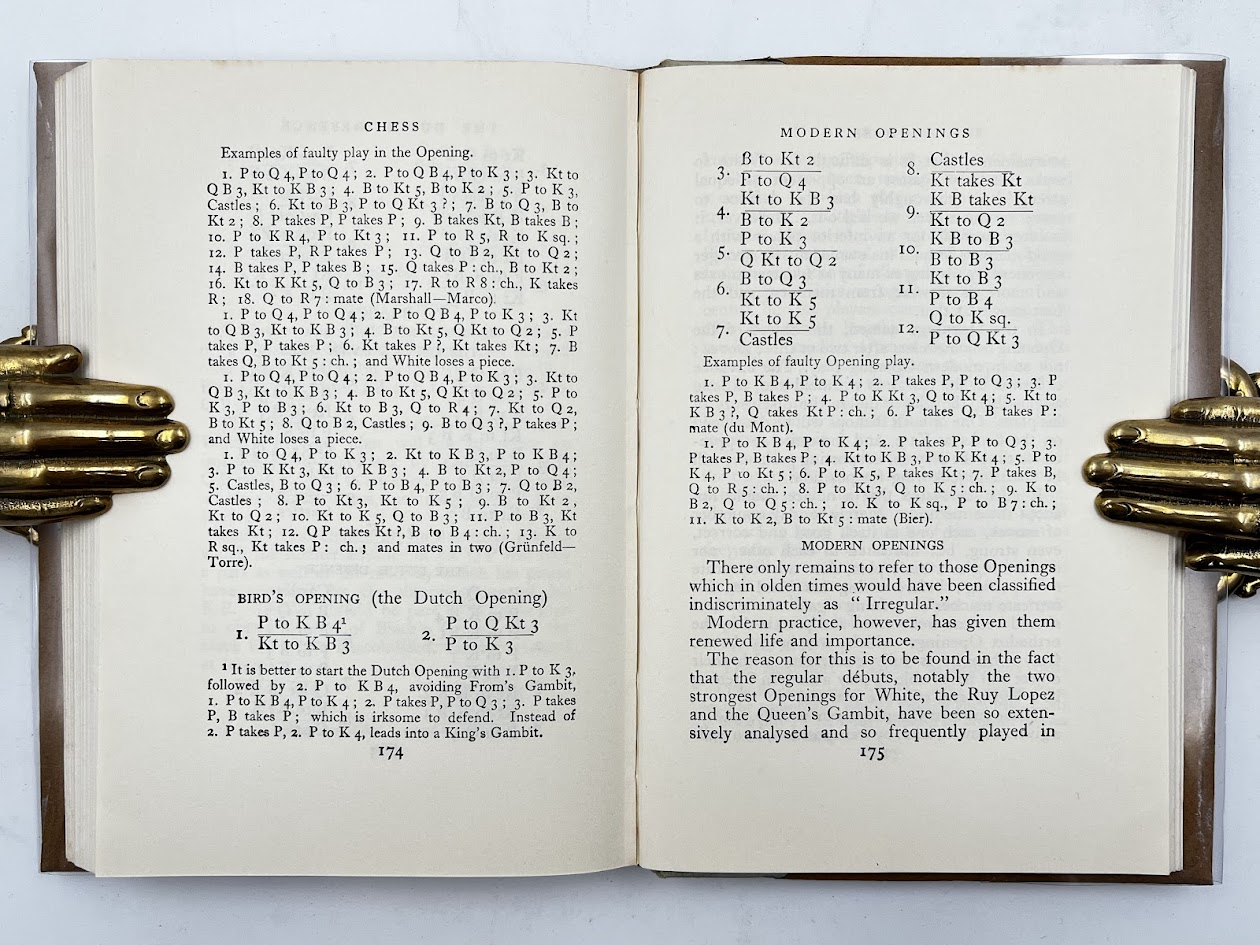 CHESS
Examples of faulty play in the Opening.
1. P to Q 4, P to Q 4 ; 2. P to Q B 4, P to K 3 ; 3. Kt to
Q B 3, Kt to K B 3 ; 4. B to Kt 5, B to K 2 ; 5. P to K 3,
Castles ; 6. Kt to B 3, P to Q Kt 3 ? ; 7. B to Q 3, B to
Kt 2 ; 8. P takes P, P takes P ; 9. B takes Kt, B takes B ;
10. P to K R 4, P to Kt 3 ; 11. P to R 5, R to K sq. ;
12. P takes P, R P takes P ; 13. Q to B 2, Kt to Q 2 ;
14. B takes P, P takes B ; 15. Q takes P : ch., B to Kt 2 ;
16. Kt to K Kt 5, Q to B 3 ; 17. R to R 8 : ch., K takes
R ; 18. Q to R 7 : mate (Marshall—Marco).
1. P to Q 4, P to Q 4 ; 2. P to Q B 4, P to K 3 ; 3. Kt
to Q B 3, Kt to K B 3 ; 4. B to Kt 5, Q Kt to Q 2 ; 5. P
takes P, P takes P ; 6. Kt takes P ?, Kt takes Kt ; 7. B
takes Q, B to Kt 5 : ch. ; and White loses a piece.
1. P to Q 4, P to Q 4 ; 2. P to Q B 4, P to K 3 ; 3. Kt to
Q B 3, Kt to K B 3 ; 4. B to Kt 5, Q Kt to Q 2 ; 5. P to
K 3, P to B 3 ; 6. Kt to B 3, Q to R 4 ; 7. Kt to Q 2,
B to Kt 5 ; 8. Q to B 2, Castles ; 9. B to Q 3 ?, P takes P ;
and White loses a piece.
1. P to Q 4, P to K 3 ; 2. Kt to K B 3, P to K B 4 ;
3. P to K Kt 3, Kt to K B 3 ; 4. B to Kt 2, P to Q 4 ;
5. Castles, B to Q 3 ; 6. P to B 4, P to B 3 ; 7. Q to B 2,
Castles ; 8. P to Kt 3, Kt to K 5 ; 9. B to Kt 2,
Kt to Q 2 ; 10. Kt to K 5, Q to B 3 ; 11. P to B 3, Kt
takes Kt ; 12. Q P takes Kt ?, B to B 4 : ch. ; 13. K to
R sq., Kt takes P : ch. ; and mates in two (Grünfeld—
Torre).
BIRD'S OPENING (the Dutch Opening)
1. P to K B 4¹ / Kt to K B 3 2. P to Q Kt 3 / P to K 3
¹ It is better to start the Dutch Opening with 1. P to K 3,
followed by 2. P to K B 4, avoiding From's Gambit,
1. P to K B 4, P to K 4 ; 2. P takes P, P to Q 3 ; 3. P takes
P, B takes P ; which is irksome to defend. Instead of
2. P takes P, 2. P to K 4, leads into a King's Gambit.
174
MODERN OPENINGS
3. B to Kt 2 / P to Q 4
4. Kt to K B 3 / B to K 2
5. P to K 3 / Q Kt to Q 2
6. B to Q 3 / Kt to K 5
7. Kt to K 5 / Castles
8. Castles / Kt takes Kt
9. K B takes Kt / Kt to Q 2
10. K B to B 3 / B to B 3
11. Kt to B 3 / P to B 4
12. Q to K sq. / P to Q Kt 3
Examples of faulty Opening play.
1. P to K B 4, P to K 4 ; 2. P takes P, P to Q 3 ; 3. P
takes P, B takes P ; 4. P to K Kt 3, Q to Kt 4 ; 5. Kt to
K B 3 ?, Q takes Kt P : ch. ; 6. P takes Q, B takes P :
mate (du Mont).
1. P to K B 4, P to K 4 ; 2. P takes P, P to Q 3 ; 3.
P takes P, B takes P ; 4. Kt to K B 3, P to K Kt 4 ; 5. P to
K 4, P to Kt 5 ; 6. P to K 5, P takes Kt ; 7. P takes B,
Q to R 5 : ch. ; 8. P to Kt 3, Q to K 5 : ch. ; 9. K to
B 2, Q to Q 5 : ch. ; 10. K to K sq., P to B 7 : ch. ;
11. K to K 2, B to Kt 5 : mate (Bier).
MODERN OPENINGS
There only remains to refer to those Openings
which in olden times would have been classified
indiscriminately as “ Irregular.”
Modern practice, however, has given them
renewed life and importance.
The reason for this is to be found in the fact
that the regular débuts, notably the two
strongest Openings for White, the Ruy Lopez
and the Queen's Gambit, have been so exten-
sively analysed and so frequently played in
175